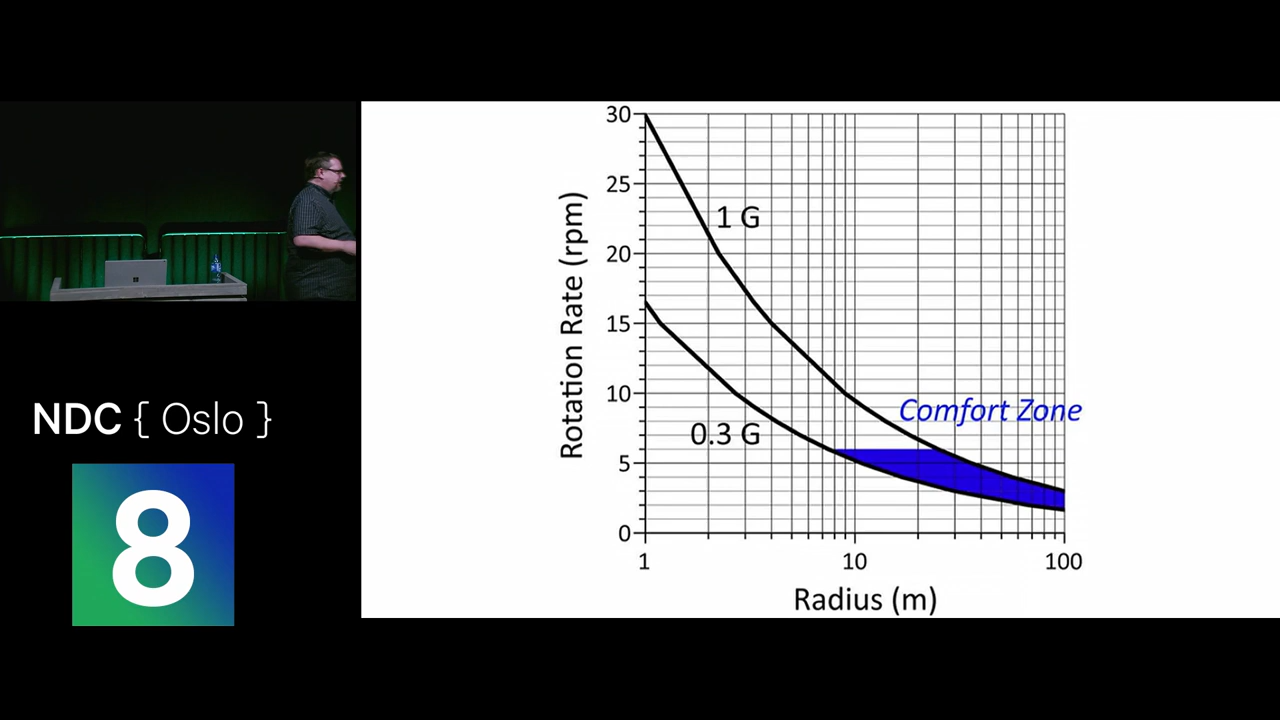 NDC { Oslo }
8
30
25
20
15
10
5
0
Rotation Rate (rpm)
1 G
0.3 G
Comfort Zone
1
10
100
Radius (m)